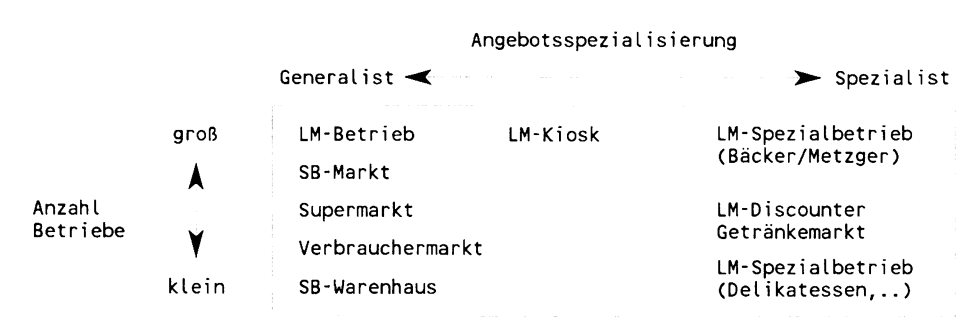 Angebotsspezialisierung
Generalist Spezialist
groß LM-Betrieb LM-Kiosk LM-Spezialbetrieb
(Bäcker/Metzger)
SB-Markt
Anzahl Supermarkt LM-Discounter
Betriebe Getränkemarkt
Verbrauchermarkt
LM-Spezialbetrieb
klein SB-Warenhaus (Delikatessen,..)